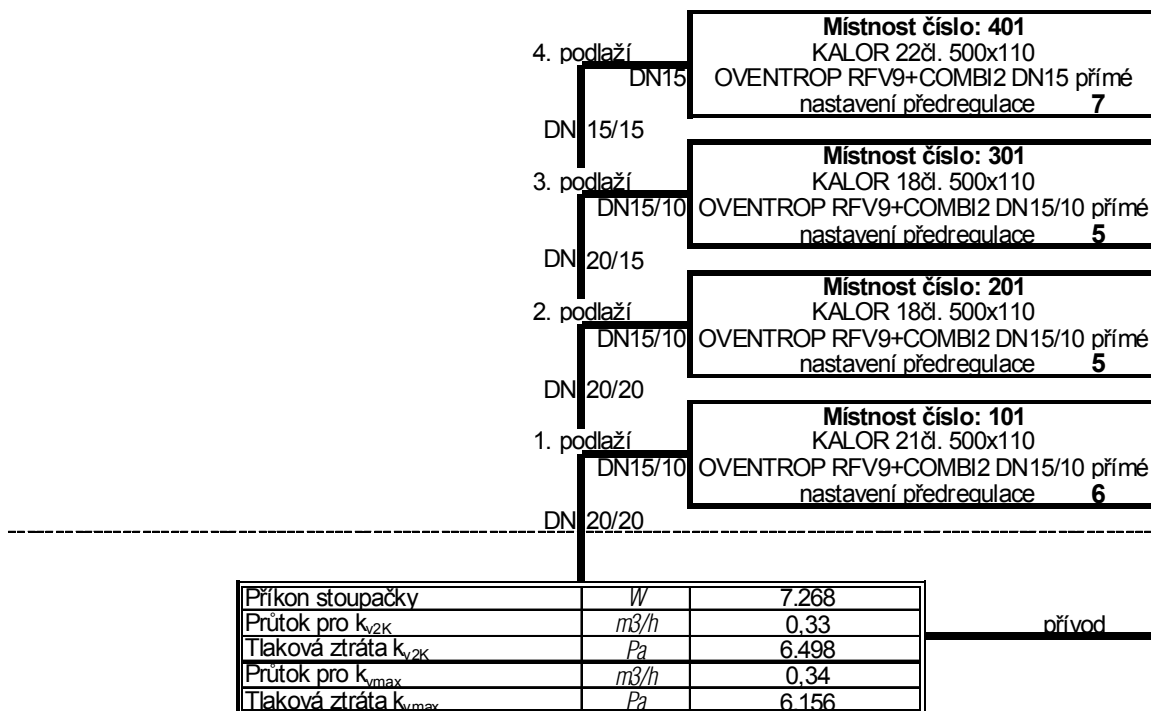 Místnost číslo: 401
4. podlaží
KALOR 22čl. 500x110
DN15
OVENTROP RFV9+COMBI2 DN15 přímé
nastavení předregulace 7
DN 15/15
Místnost číslo: 301
3. podlaží
KALOR 18čl. 500x110
DN15/10
OVENTROP RFV9+COMBI2 DN15/10 přímé
nastavení předregulace 5
DN 20/15
Místnost číslo: 201
2. podlaží
KALOR 18čl. 500x110
DN15/10
OVENTROP RFV9+COMBI2 DN15/10 přímé
nastavení předregulace 5
DN 20/20
Místnost číslo: 101
1. podlaží
KALOR 21čl. 500x110
DN15/10
OVENTROP RFV9+COMBI2 DN15/10 přímé
nastavení předregulace 6
DN 20/20
Příkon stoupačky W 7.268
Průtok pro kv2K m3/h 0,33
přívod
Tlaková ztráta kv2K Pa 6.498
Průtok pro kvmax m3/h 0,34
Tlaková ztráta kvmax Pa 6.156